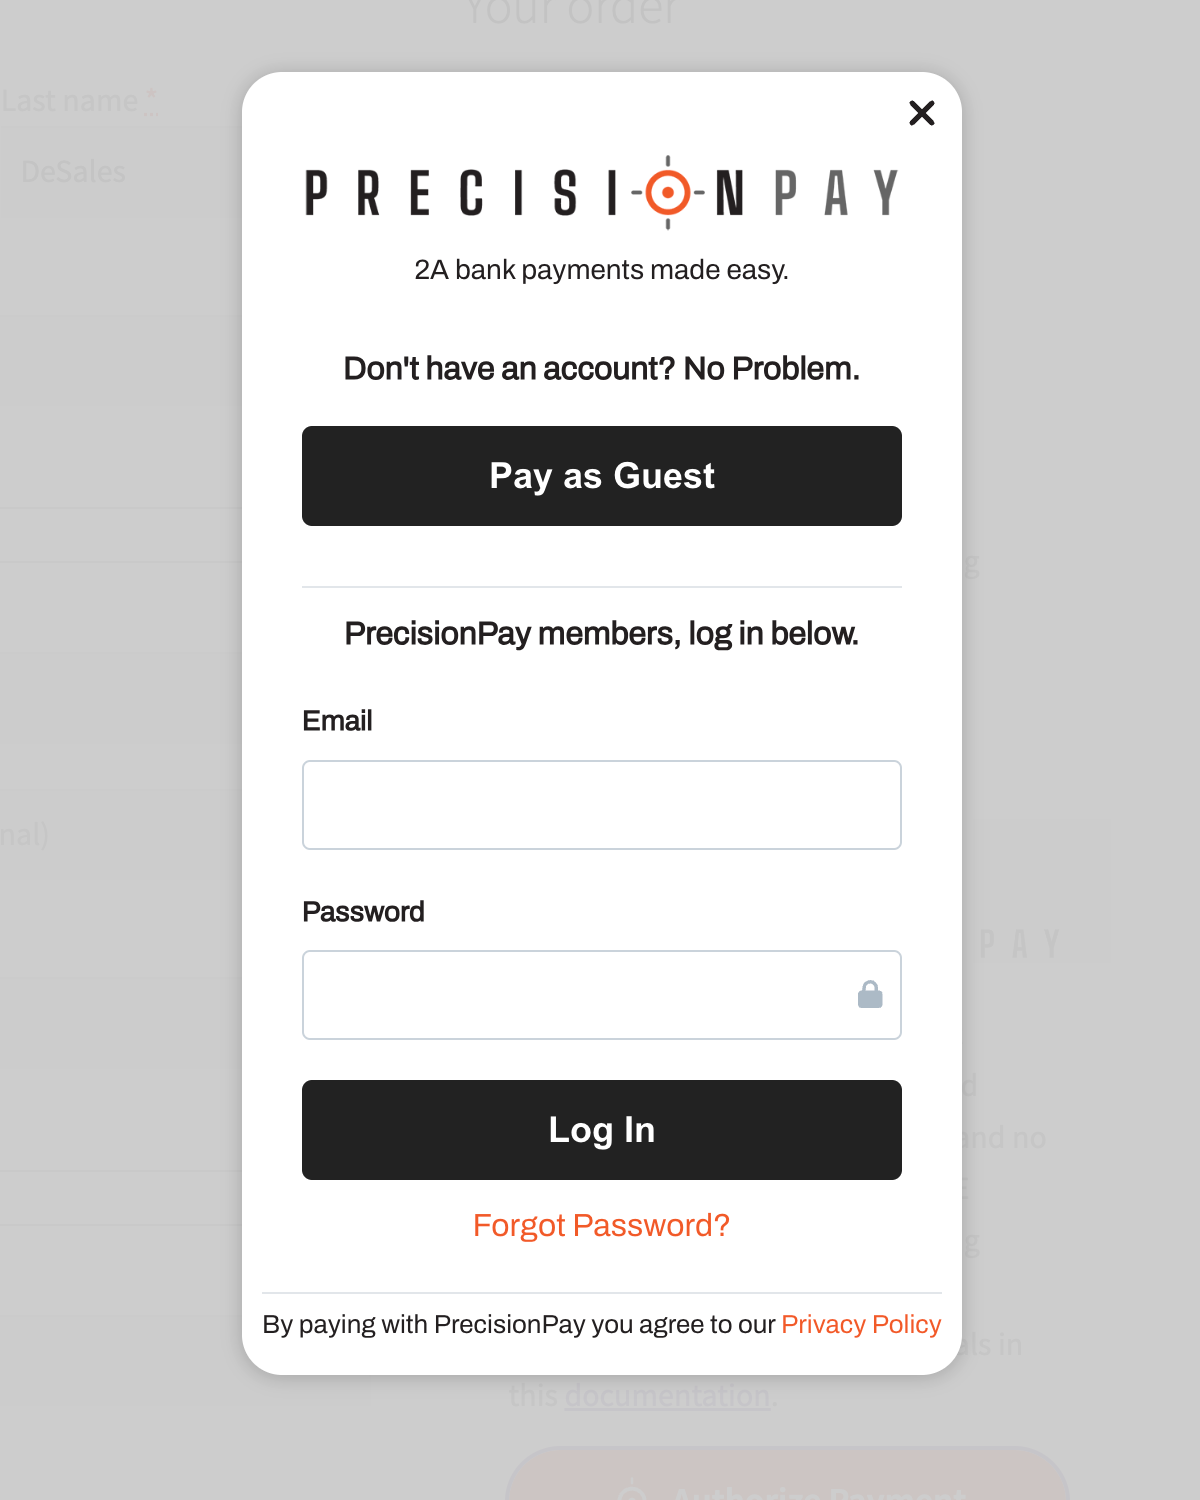 Your order
Last name *
DeSales
PRECISIONPAY
2A bank payments made easy.
Don't have an account? No Problem.
Pay as Guest
PrecisionPay members, log in below.
Email
Password
Log In
Forgot Password?
By paying with PrecisionPay you agree to our Privacy Policy
PAY
and no
in
this documentation.
Authorize Payment